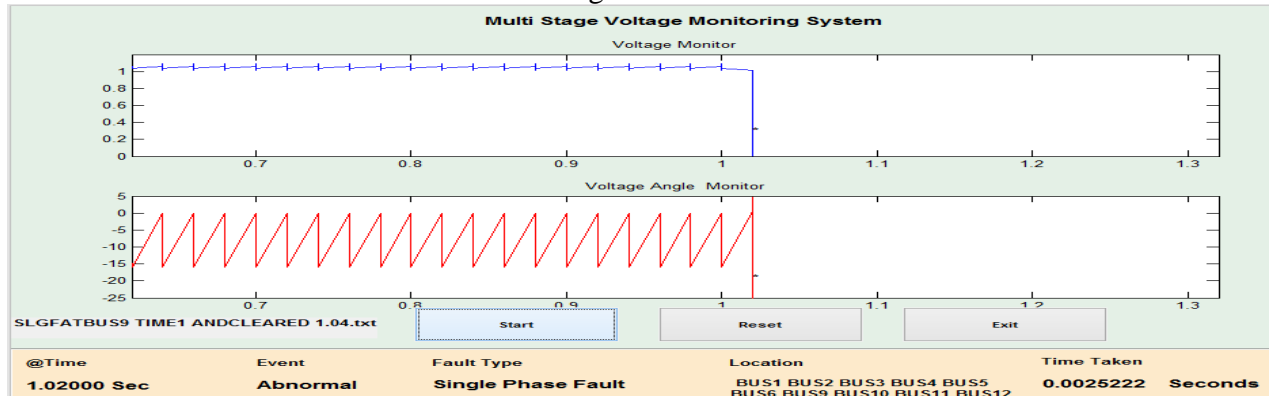 Multi Stage Voltage Monitoring System
Voltage Monitor
1
0.8
0.6
0.4
0.2
0
0.7 0.8 0.9 1 1.1 1.2 1.3
Voltage Angle Monitor
5
0
-5
-10
-15
-20
-25
0.7 0.8 0.9 1 1.1 1.2 1.3
SLGFATBUS9 TIME1 ANDCLEARED 1.04.txt Start Reset Exit
@Time Event Fault Type Location Time Taken
1.02000 Sec Abnormal Single Phase Fault BUS1 BUS2 BUS3 BUS4 BUS5 0.0025222 Seconds
BUS6 BUS9 BUS10 BUS11 BUS12